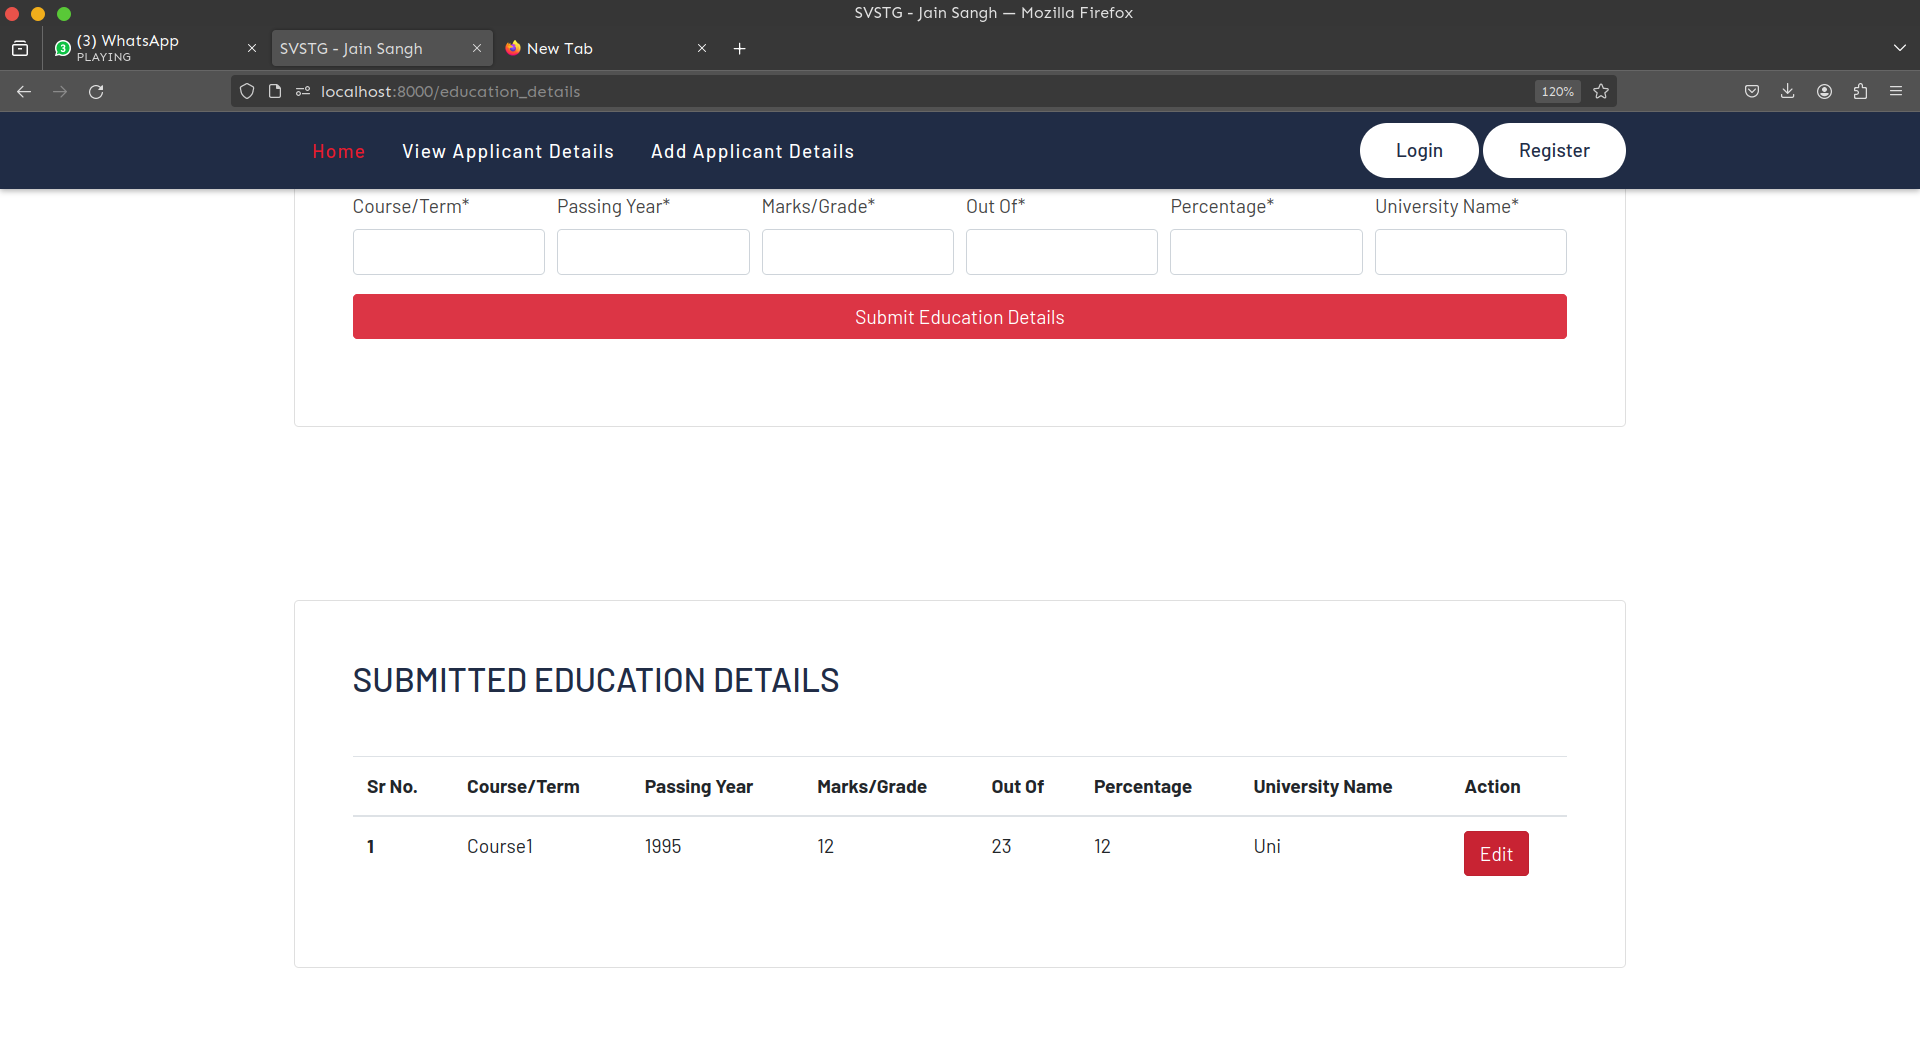 SVSTG - Jain Sangh — Mozilla Firefox
3 (3) WhatsApp
PLAYING
SVSTG - Jain Sangh
New Tab
localhost:8000/education_details
120%
Home View Applicant Details Add Applicant Details Login Register
Course/Term* Passing Year* Marks/Grade* Out Of* Percentage* University Name*
Submit Education Details
SUBMITTED EDUCATION DETAILS
Sr No. Course/Term Passing Year Marks/Grade Out Of Percentage University Name Action
1 Course1 1995 12 23 12 Uni Edit